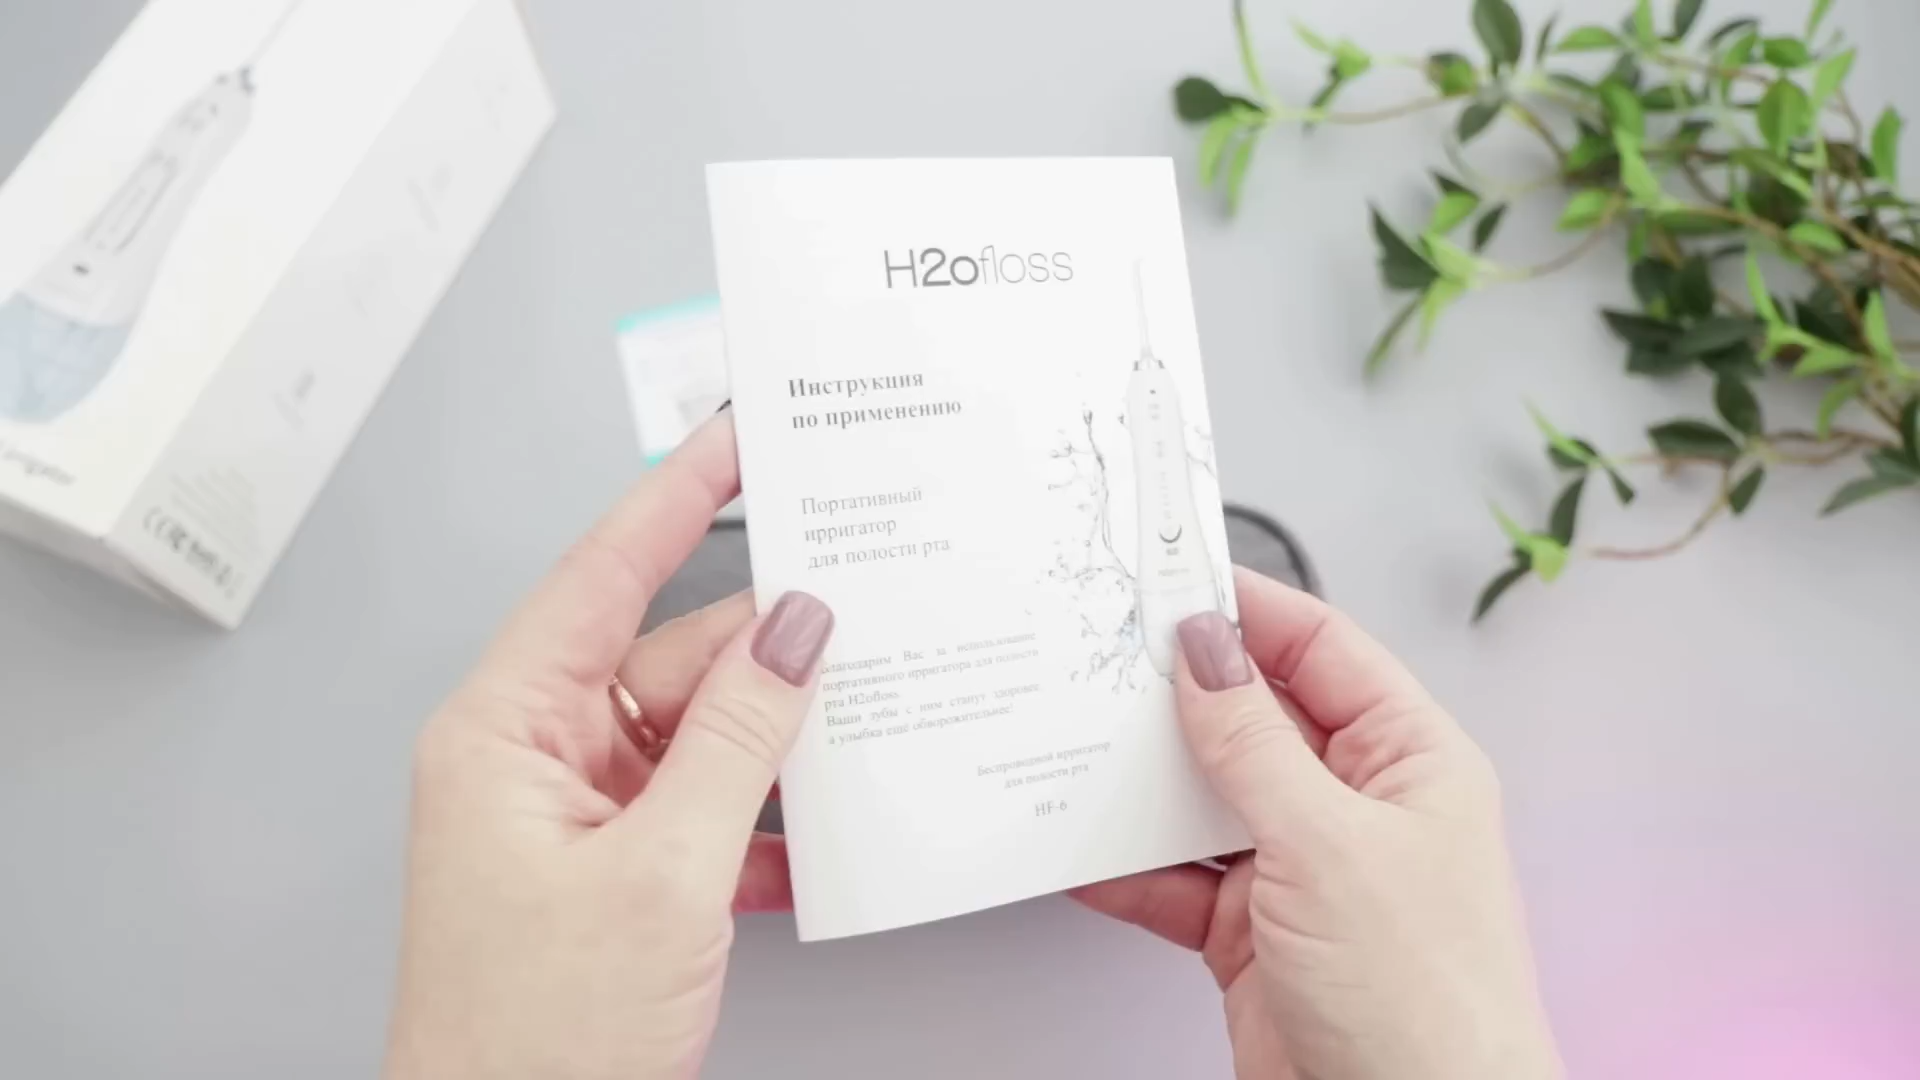 H2ofloss
Инструкция
по применению
Портативный
ирригатор
для полости рта
Благодарим Вас за использование
портативного ирригатора для полости
рта H2ofloss.
Ваши зубы с ним станут здоровее,
а улыбка ещё обворожительнее!
Беспроводной ирригатор
для полости рта
HF-6
irrigator